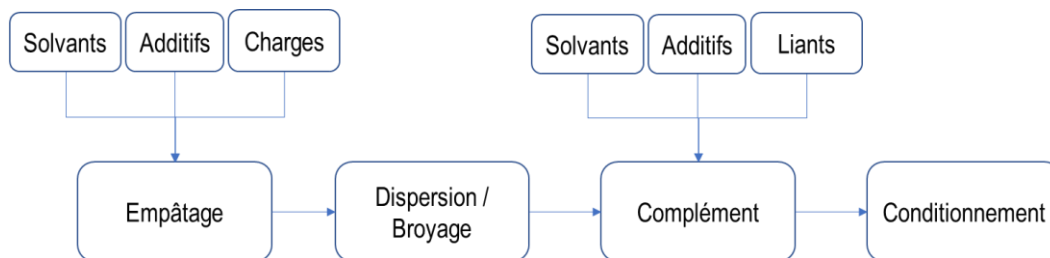 Solvants
Additifs
Charges
Solvants
Additifs
Liants
Empâtage
Dispersion /
Broyage
Complément
Conditionnement